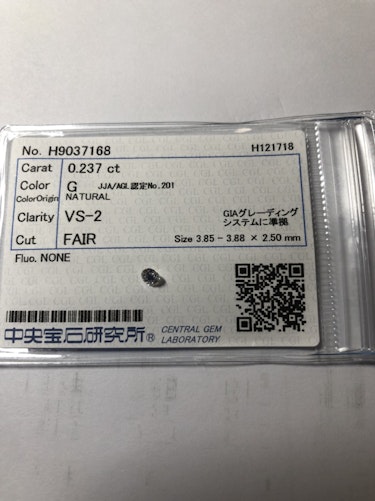 No. H9037168 H121718
Carat 0.237 ct
Color G JJA/AGL認定No.201
ColorOrigin NATURAL
Clarity VS-2 GIAグレーディング
システムに準拠
Cut FAIR Size 3.85 - 3.88 × 2.50 mm
Fluo. NONE
中央宝石研究所® CENTRAL GEM
LABORATORY